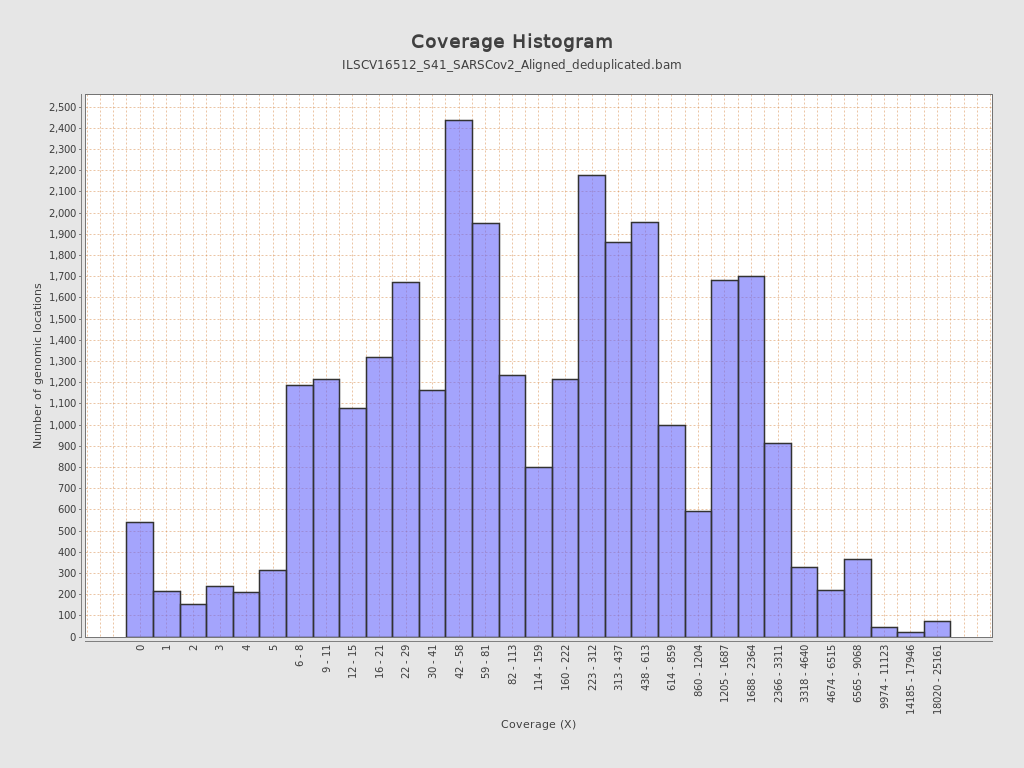 Coverage Histogram
ILSCV16512_S41_SARSCov2_Aligned_deduplicated.bam
Number of genomic locations
2,500
2,400
2,300
2,200
2,100
2,000
1,900
1,800
1,700
1,600
1,500
1,400
1,300
1,200
1,100
1,000
900
800
700
600
500
400
300
200
100
0
0
1
2
3
4
5
6 - 8
9 - 11
12 - 15
16 - 21
22 - 29
30 - 41
42 - 58
59 - 81
82 - 113
114 - 159
160 - 222
223 - 312
313 - 437
438 - 613
614 - 859
860 - 1204
1205 - 1687
1688 - 2364
2366 - 3311
3318 - 4640
4674 - 6515
6565 - 9068
9974 - 11123
14185 - 17946
18020 - 25161
Coverage (X)